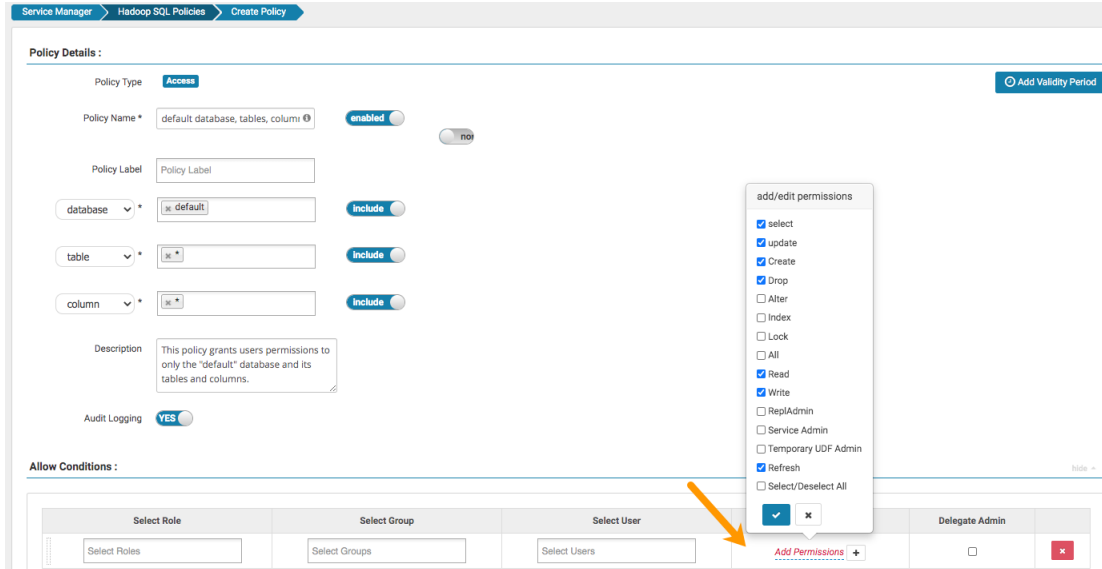 Service Manager Hadoop SQL Policies Create Policy
Policy Details :
Policy Type Access
Add Validity Period
Policy Name * default database, tables, colum enabled
Policy Label Policy Label
database * × default include
table * × * include
column * × * include
Description This policy grants users permissions to
only the "default" database and its
tables and columns.
Audit Logging YES
add/edit permissions
select
update
Create
Drop
Alter
Index
Lock
All
Read
Write
ReplAdmin
Service Admin
Temporary UDF Admin
Refresh
Select/Deselect All
Allow Conditions :
hide
Select Role Select Group Select User Delegate Admin
Select Roles Select Groups Select Users Add Permissions +